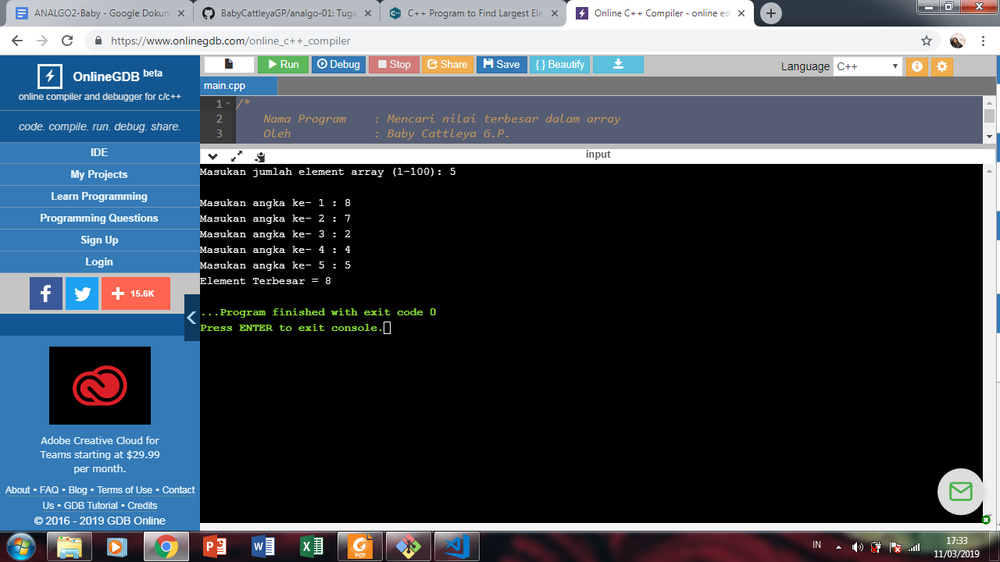 ANALGO2-Baby - Google Dokum
BabyCattleyaGP/analgo-01: Tuga
C++ Program to Find Largest Ele
Online C++ Compiler - online ed
https://www.onlinegdb.com/online_c++_compiler
OnlineGDB beta
online compiler and debugger for c/c++
code. compile. run. debug. share.
IDE
My Projects
Learn Programming
Programming Questions
Sign Up
Login
15.6K
Adobe Creative Cloud for
Teams starting at $29.99
per month.
About • FAQ • Blog • Terms of Use • Contact
Us • GDB Tutorial • Credits
© 2016 - 2019 GDB Online
Run
Debug
Stop
Share
Save
{ } Beautify
Language C++
main.cpp
1 /*
2 Nama Program : Mencari nilai terbesar dalam array
3 Oleh : Baby Cattleya G.P.
input
Masukan jumlah element array (1-100): 5
Masukan angka ke- 1 : 8
Masukan angka ke- 2 : 7
Masukan angka ke- 3 : 2
Masukan angka ke- 4 : 4
Masukan angka ke- 5 : 5
Element Terbesar = 8
...Program finished with exit code 0
Press ENTER to exit console.
PDF
IN
17:33
11/03/2019